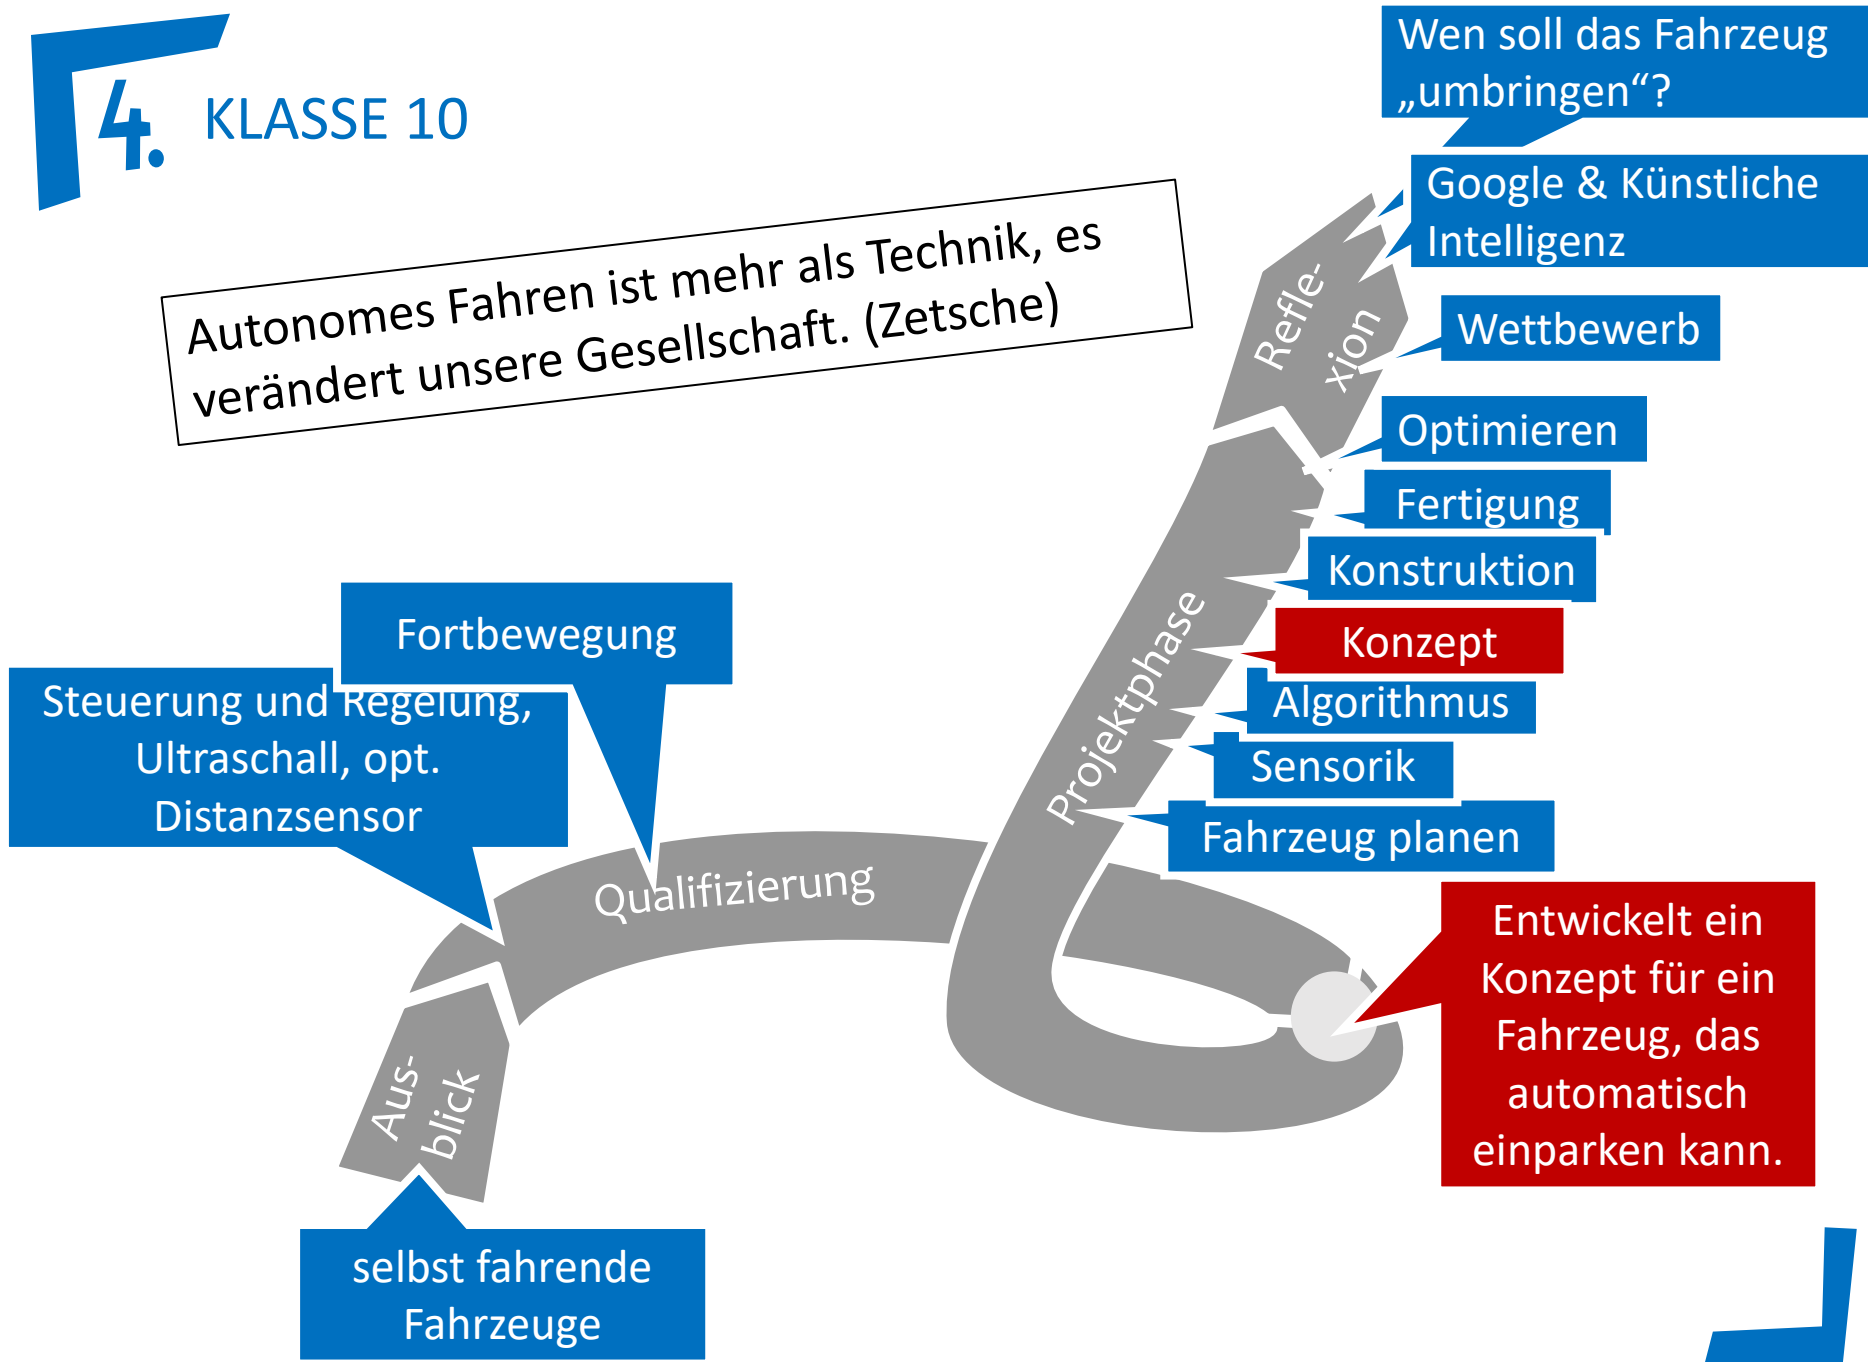 4. KLASSE 10
Autonomes Fahren ist mehr als Technik, es
verändert unsere Gesellschaft. (Zetsche)
Wen soll das Fahrzeug
„umbringen“?
Google & Künstliche
Intelligenz
Wettbewerb
Optimieren
Fertigung
Konstruktion
Konzept
Algorithmus
Sensorik
Fahrzeug planen
Refle-
xion
Projektphase
Fortbewegung
Steuerung und Regelung,
Ultraschall, opt.
Distanzsensor
Qualifizierung
Entwickelt ein
Konzept für ein
Fahrzeug, das
automatisch
einparken kann.
Aus-
blick
selbst fahrende
Fahrzeuge